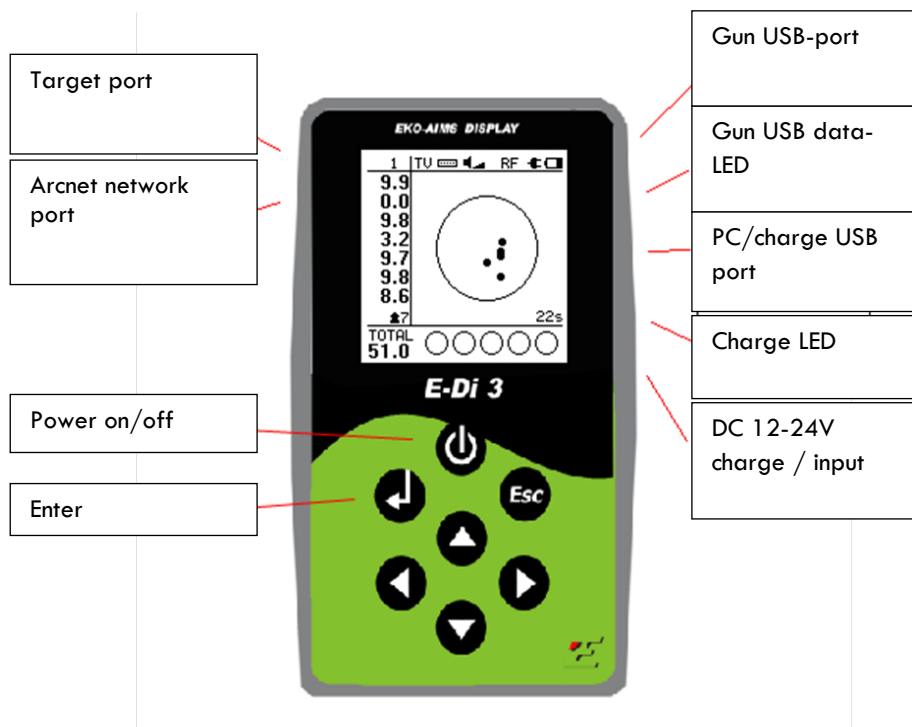 Target port
Arcnet network
port
Power on/off
Enter
EKO-AIMS DISPLAY
1 TV RF
9.9
0.0
9.8
3.2
9.7
9.8
8.6
7 22s
TOTAL
51.0
E-Di 3
Esc
Gun USB-port
Gun USB data-
LED
PC/charge USB
port
Charge LED
DC 12-24V
charge / input